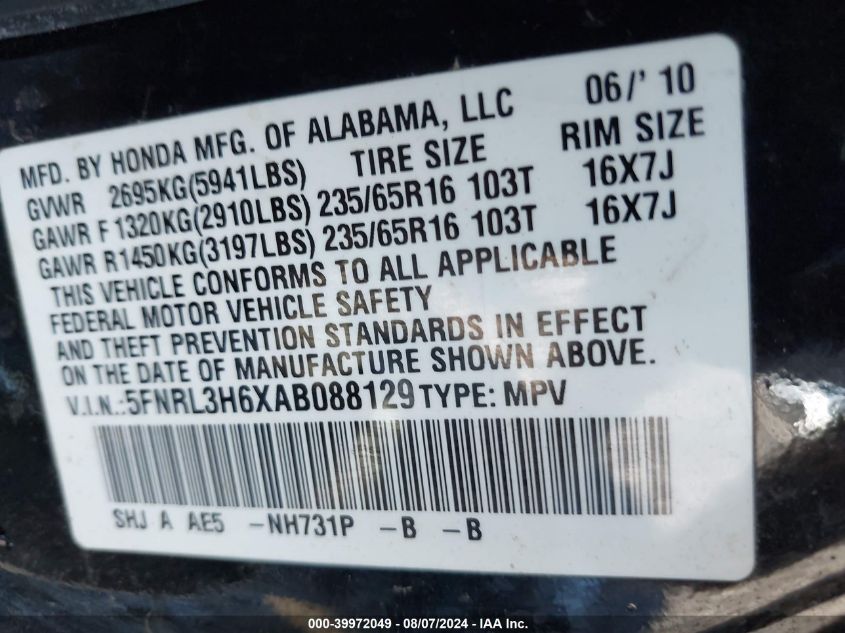 MFD. BY HONDA MFG. OF ALABAMA, LLC 06/' 10
GVWR 2695KG(5941LBS) TIRE SIZE RIM SIZE
GAWR F 1320KG(2910LBS) 235/65R16 103T 16X7J
GAWR R1450KG(3197LBS) 235/65R16 103T 16X7J
THIS VEHICLE CONFORMS TO ALL APPLICABLE
FEDERAL MOTOR VEHICLE SAFETY
AND THEFT PREVENTION STANDARDS IN EFFECT
ON THE DATE OF MANUFACTURE SHOWN ABOVE.
V.I.N.:5FNRL3H6XAB088129 TYPE: MPV
SHJ A AE5 -NH731P -B -B
000-39972049 - 08/07/2024 - IAA Inc.